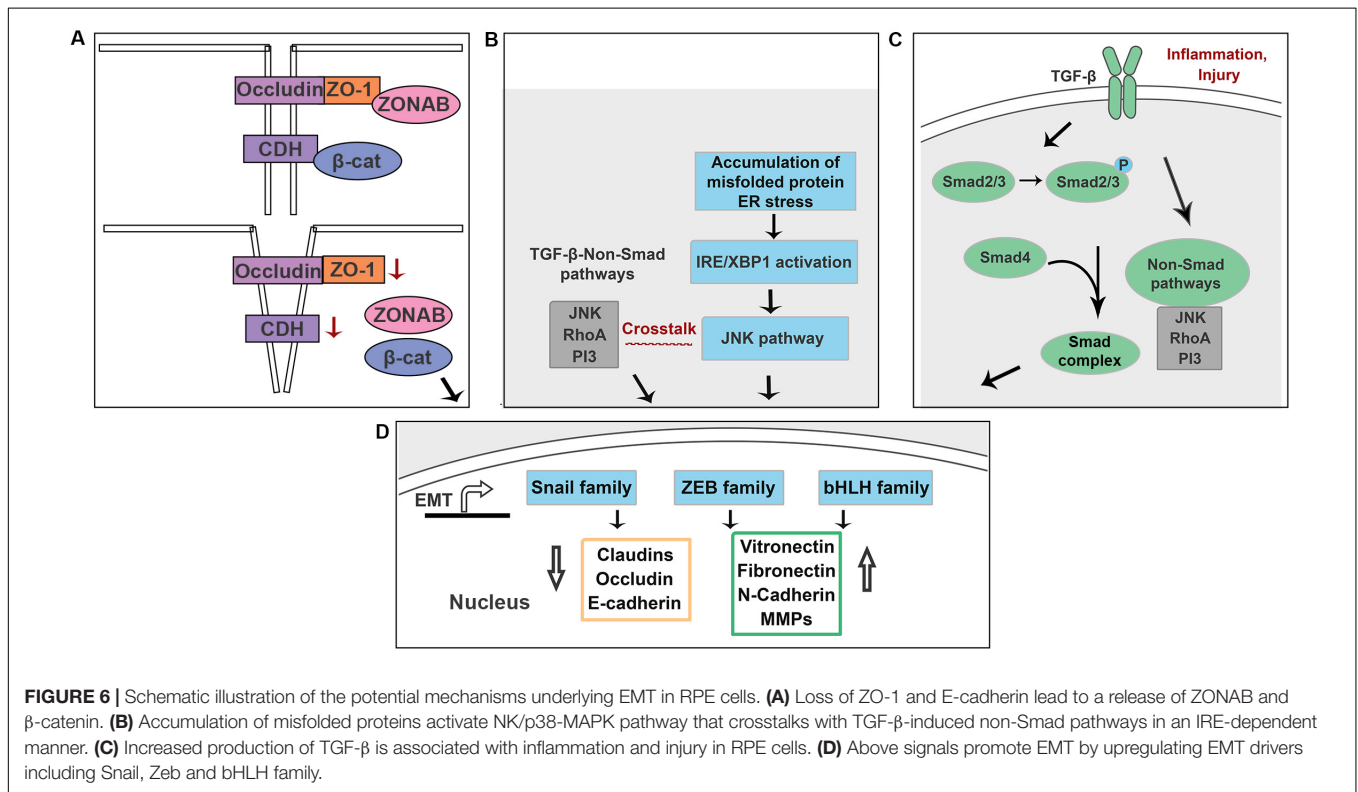 A
Occludin ZO-1
ZONAB
CDH
β-cat
Occludin ZO-1
CDH
ZONAB
β-cat
B
Accumulation of
misfolded protein
ER stress
IRE/XBP1 activation
TGF-β-Non-Smad
pathways
JNK
RhoA
PI3
Crosstalk
JNK pathway
C
TGF-β
Inflammation,
Injury
Smad2/3
Smad2/3
P
Smad4
Non-Smad
pathways
JNK
RhoA
PI3
Smad
complex
D
EMT
Snail family
ZEB family
bHLH family
Claudins
Occludin
E-cadherin
Vitronectin
Fibronectin
N-Cadherin
MMPs
Nucleus
FIGURE 6 | Schematic illustration of the potential mechanisms underlying EMT in RPE cells. (A) Loss of ZO-1 and E-cadherin lead to a release of ZONAB and
β-catenin. (B) Accumulation of misfolded proteins activate NK/p38-MAPK pathway that crosstalks with TGF-β-induced non-Smad pathways in an IRE-dependent
manner. (C) Increased production of TGF-β is associated with inflammation and injury in RPE cells. (D) Above signals promote EMT by upregulating EMT drivers
including Snail, Zeb and bHLH family.